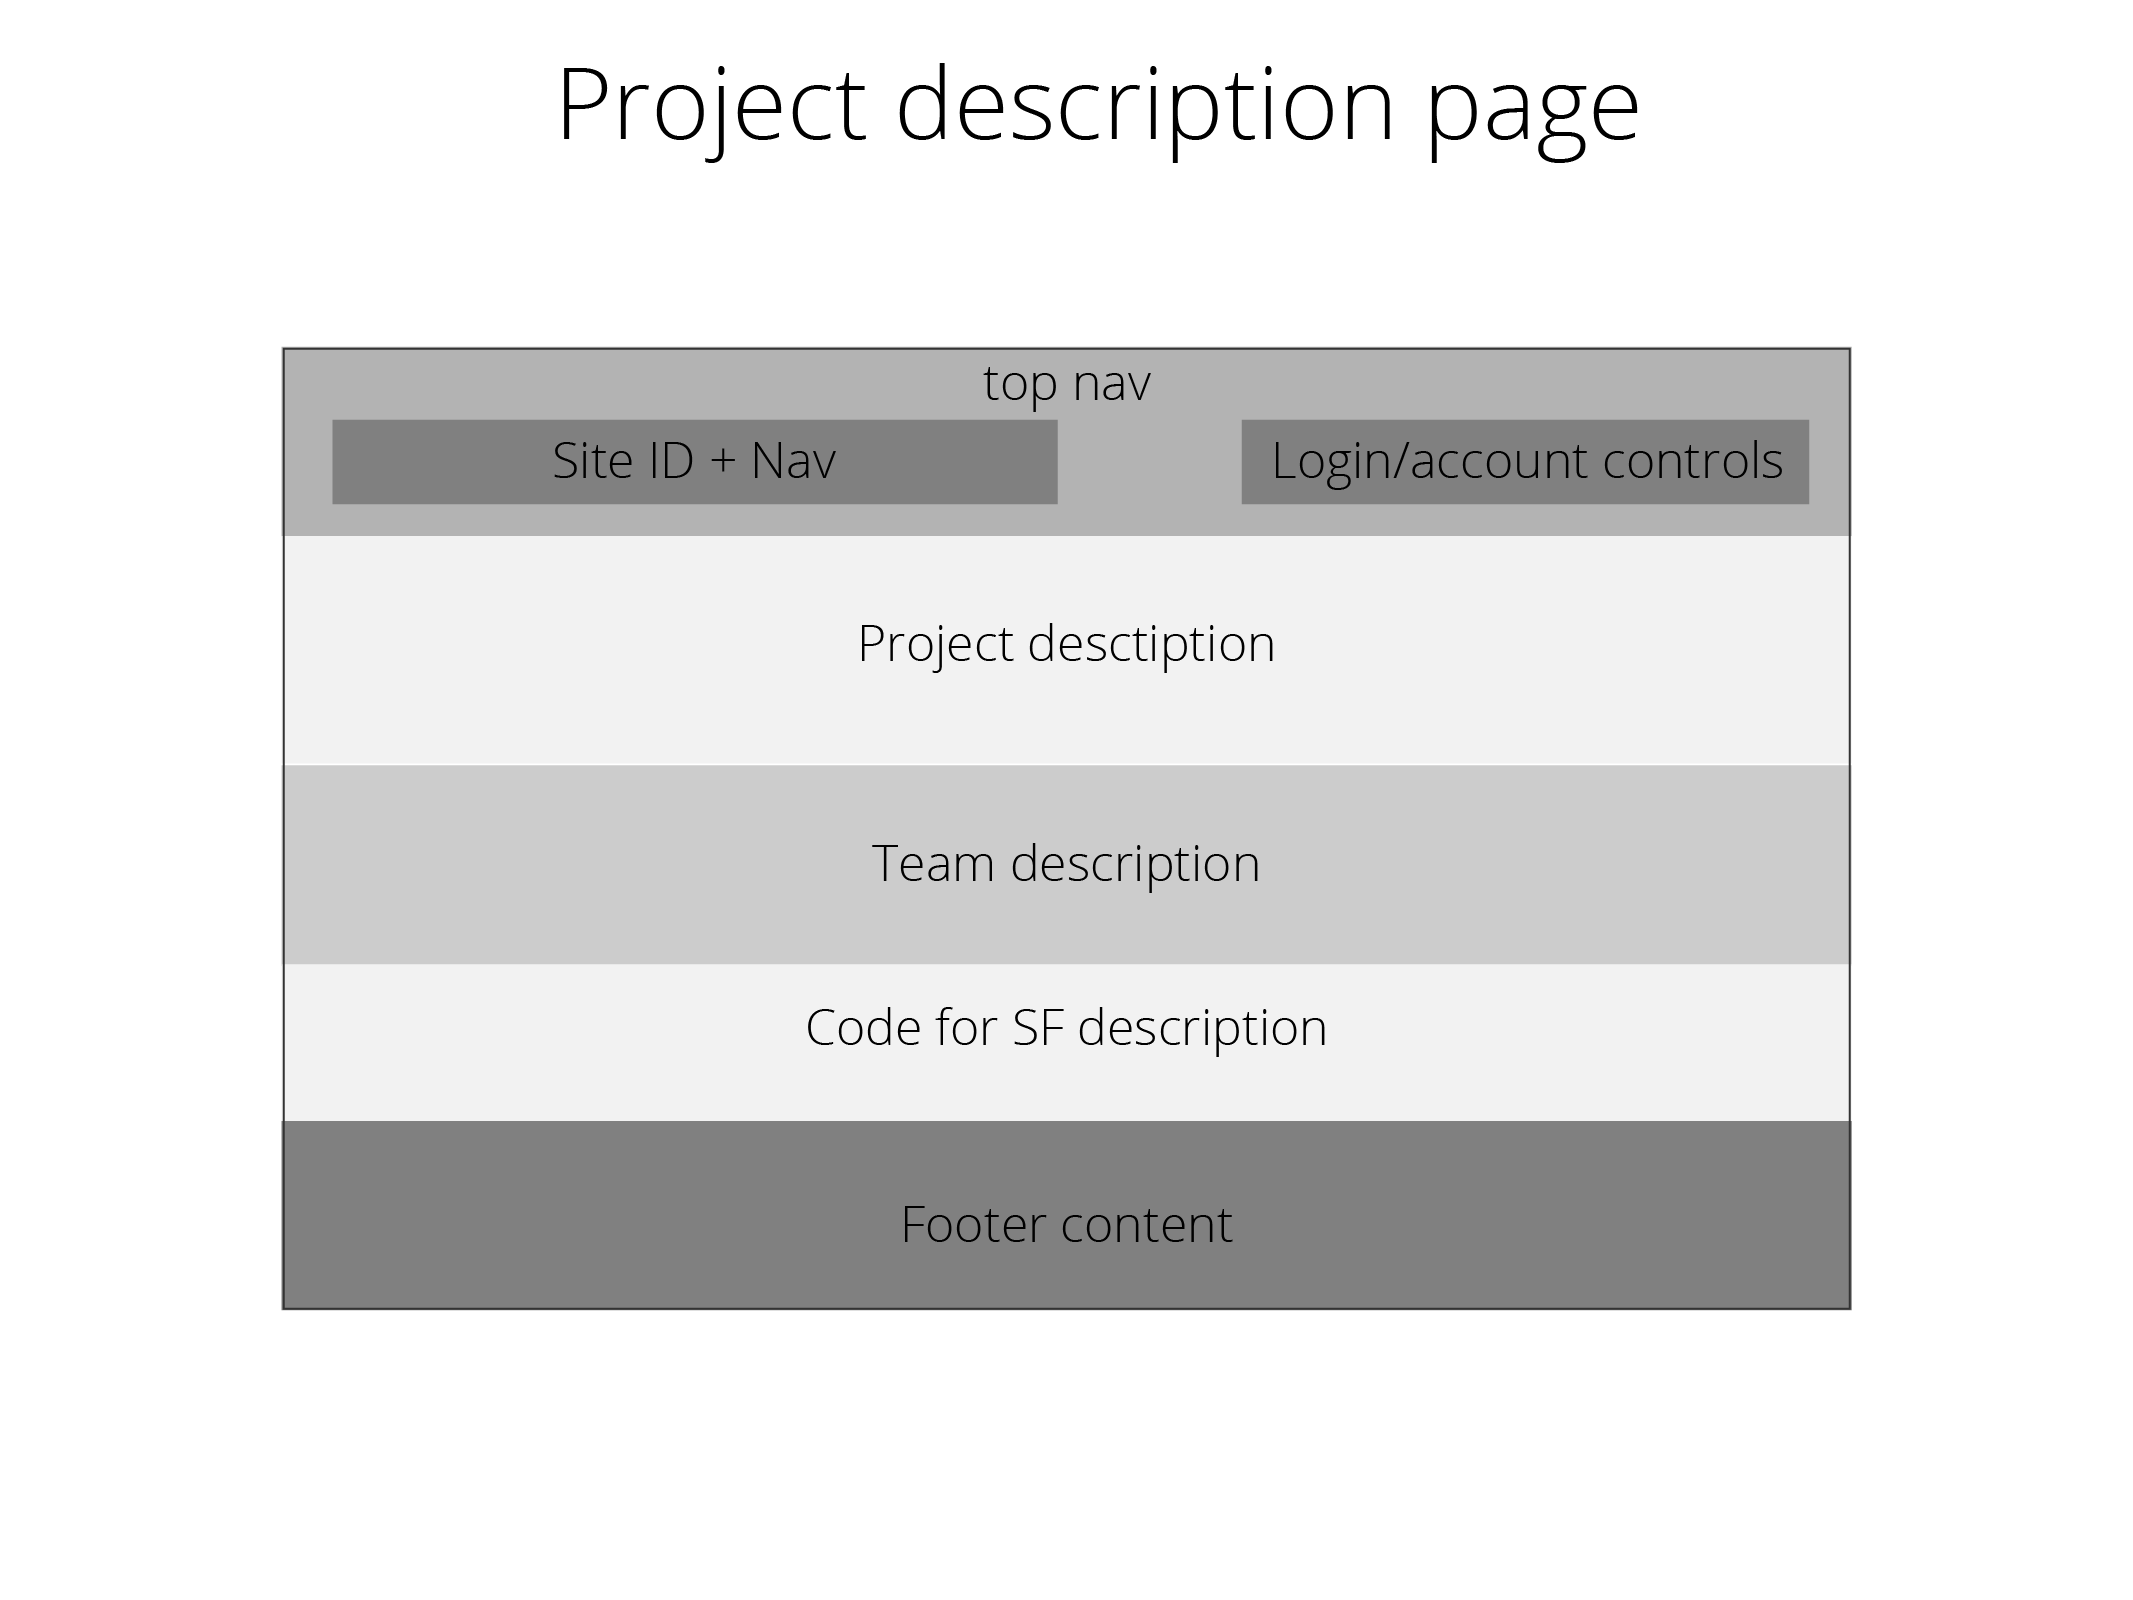 Project description page
top nav
Site ID + Nav
Login/account controls
Project desctiption
Team description
Code for SF description
Footer content